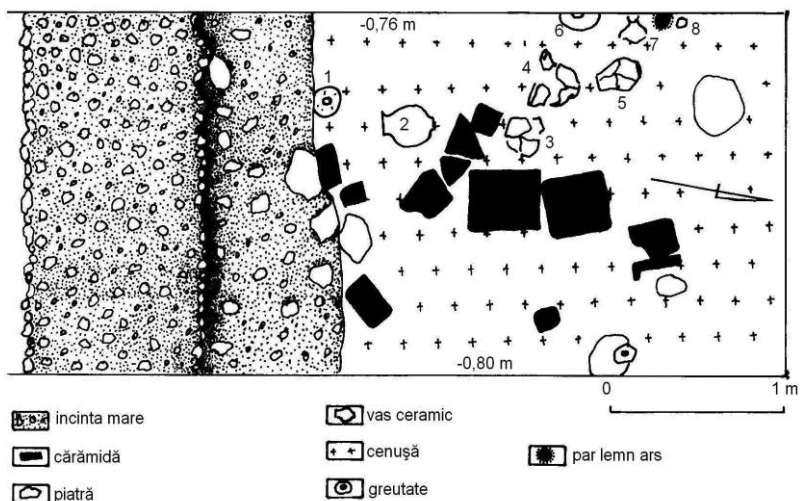 -0,76 m
6
7
8
4
5
1
2
3
-0,80 m
0 1 m
incinta mare
cărămidă
piatră
vas ceramic
cenuşă
greutate
par lemn ars